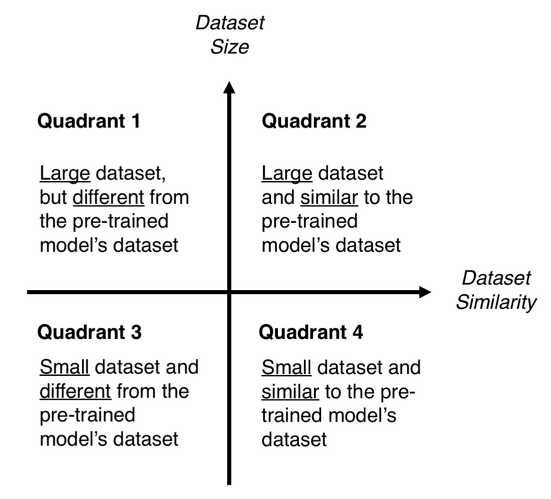 Dataset
Size
Quadrant 1
Large dataset,
but different from
the pre-trained
model's dataset
Quadrant 2
Large dataset
and similar to the
pre-trained
model's dataset
Dataset
Similarity
Quadrant 3
Small dataset and
different from the
pre-trained
model's dataset
Quadrant 4
Small dataset and
similar to the pre-
trained model's
dataset